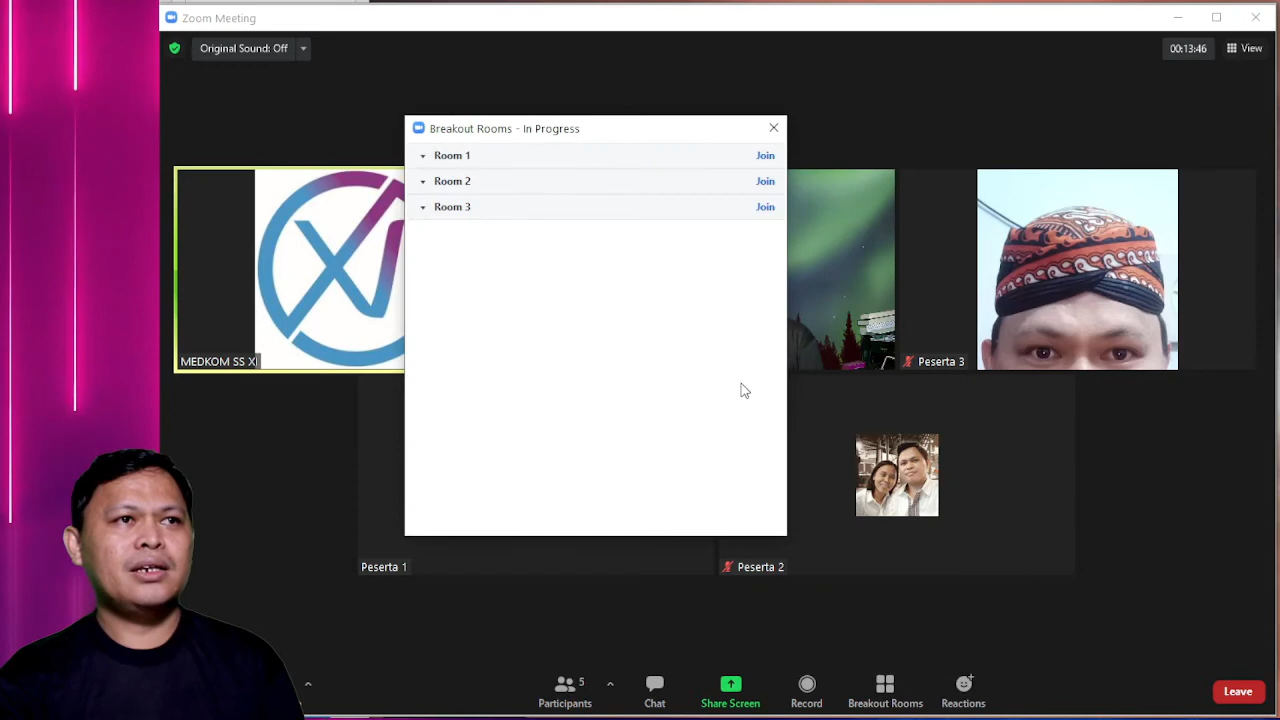 Zoom Meeting
Original Sound: Off
00:13:46
View
Breakout Rooms - In Progress
Room 1
Join
Room 2
Join
Room 3
Join
MEDKOM SS XI
Peserta 3
Peserta 1
Peserta 2
5
Participants
Chat
Share Screen
Record
Breakout Rooms
Reactions
Leave